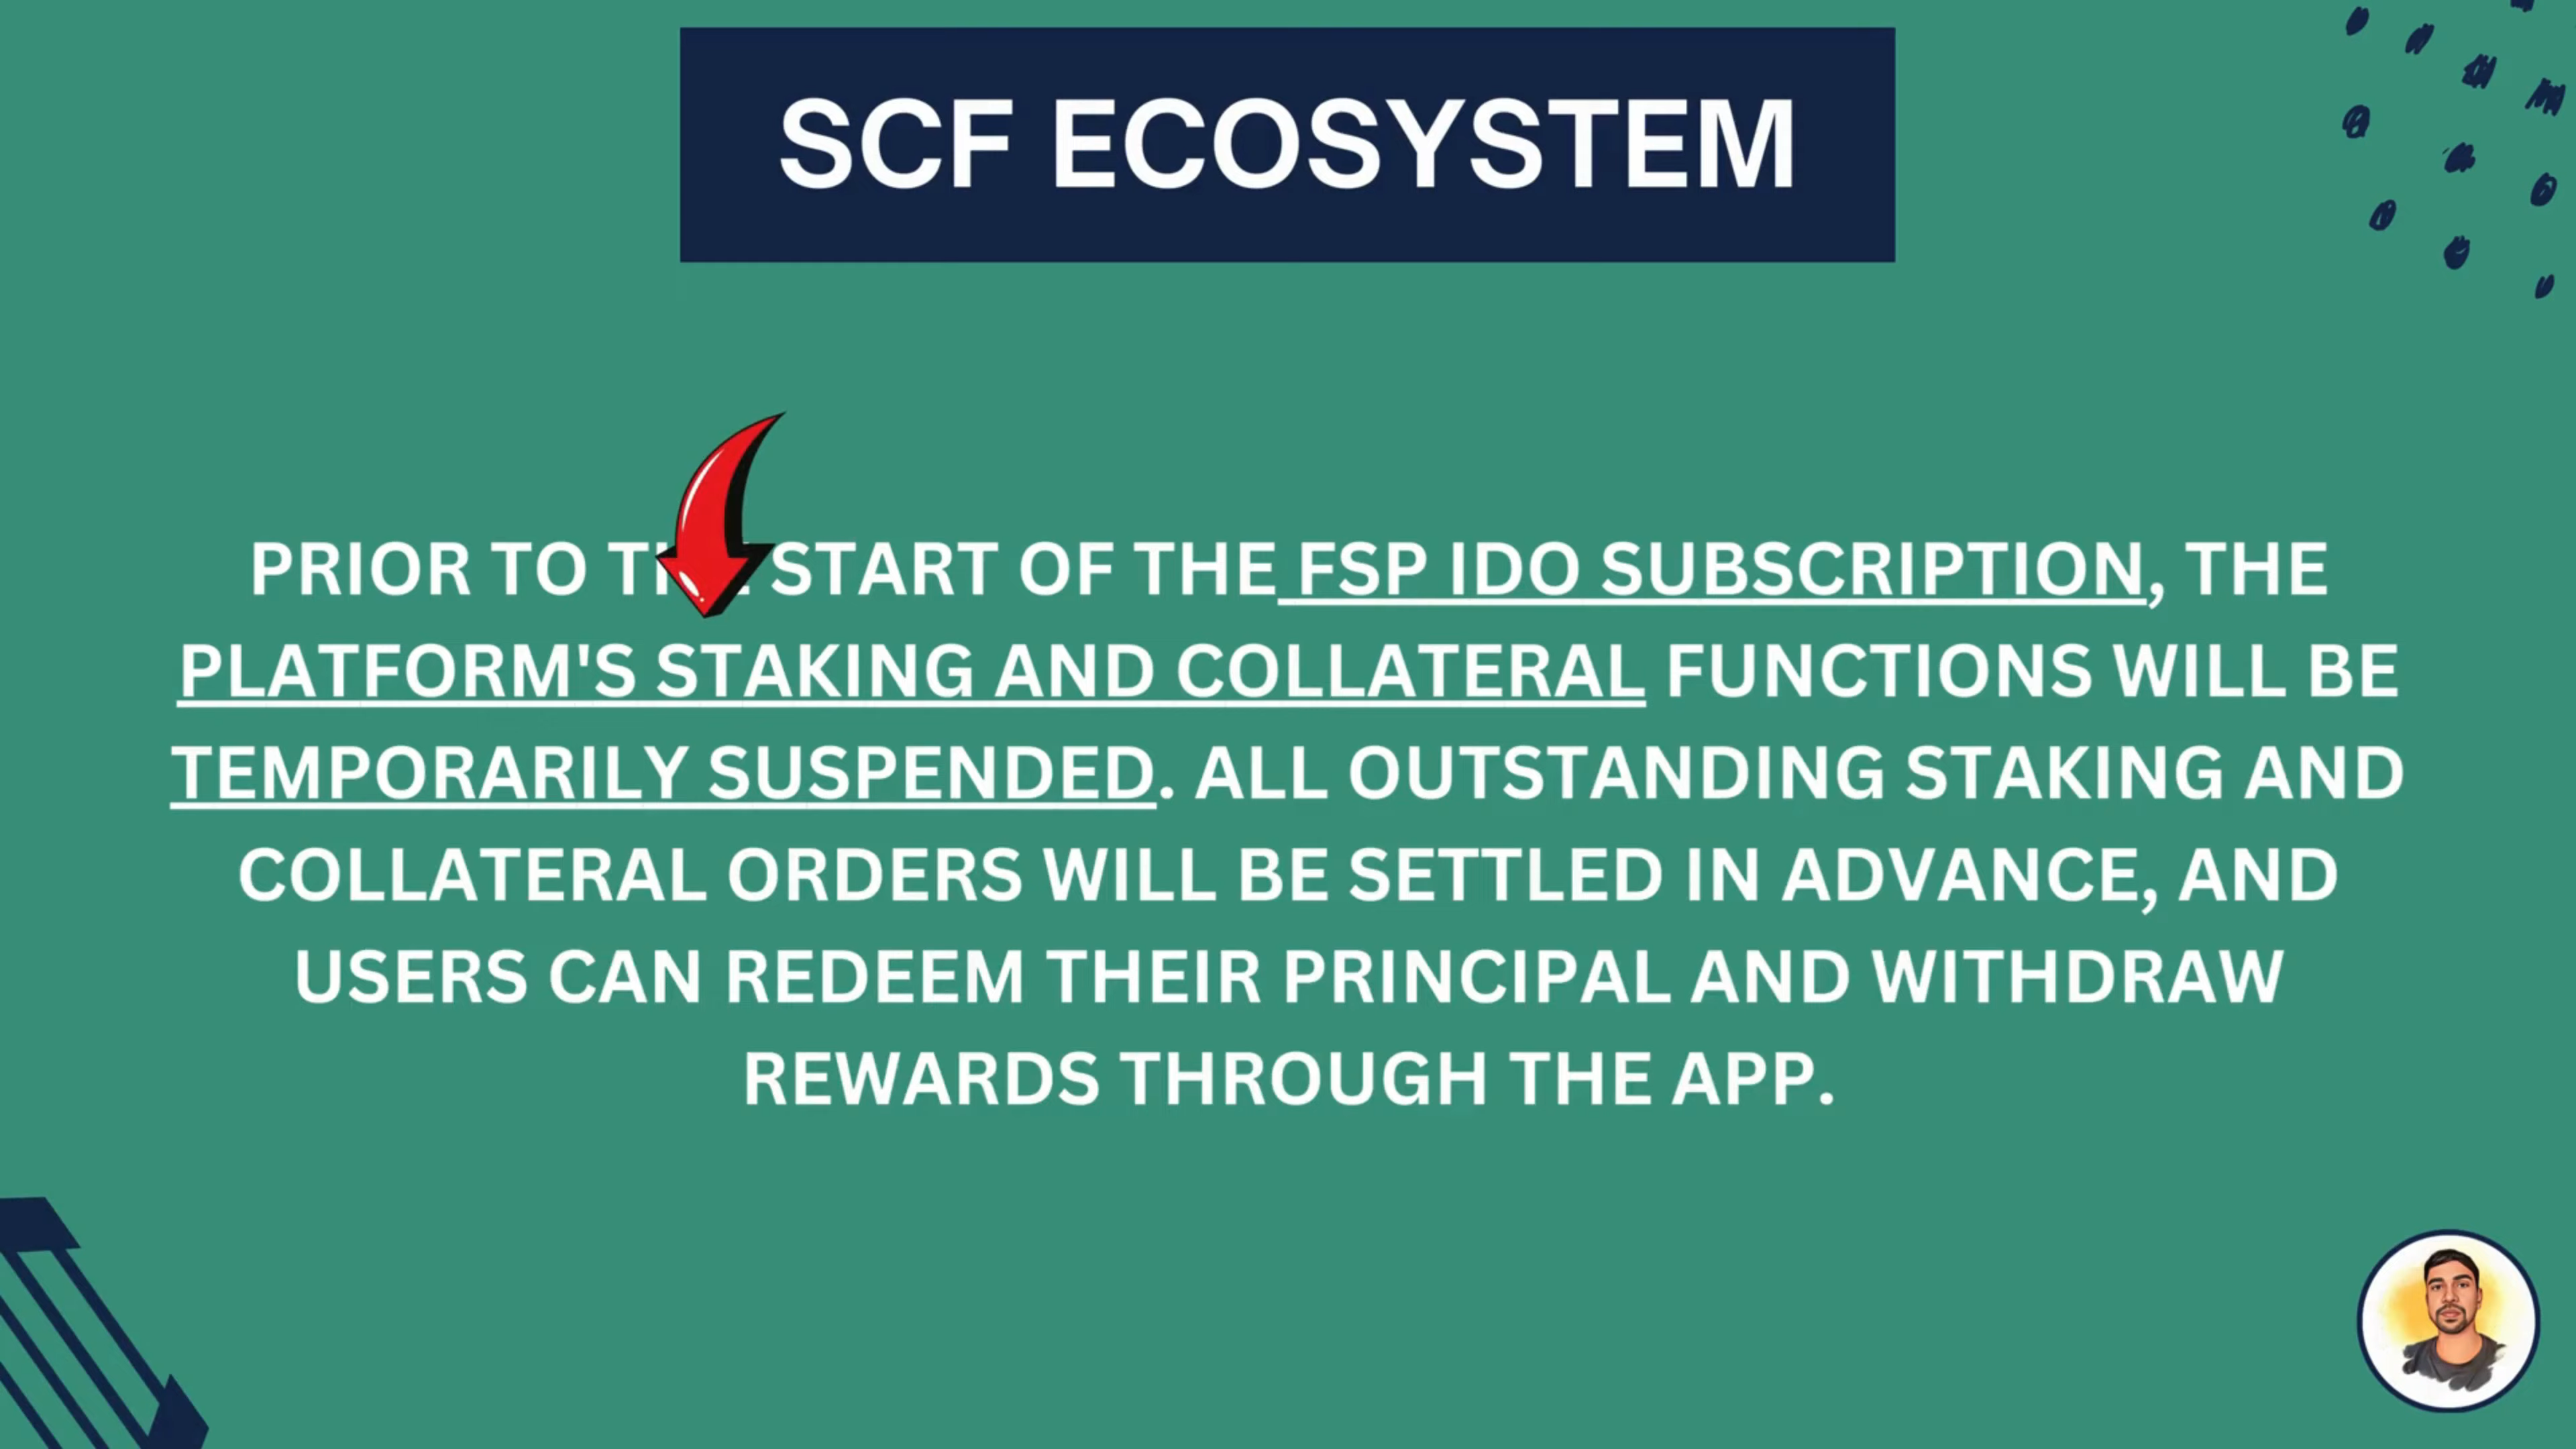 SCF ECOSYSTEM
PRIOR TO THE START OF THE FSP IDO SUBSCRIPTION, THE
PLATFORM'S STAKING AND COLLATERAL FUNCTIONS WILL BE
TEMPORARILY SUSPENDED. ALL OUTSTANDING STAKING AND
COLLATERAL ORDERS WILL BE SETTLED IN ADVANCE, AND
USERS CAN REDEEM THEIR PRINCIPAL AND WITHDRAW
REWARDS THROUGH THE APP.